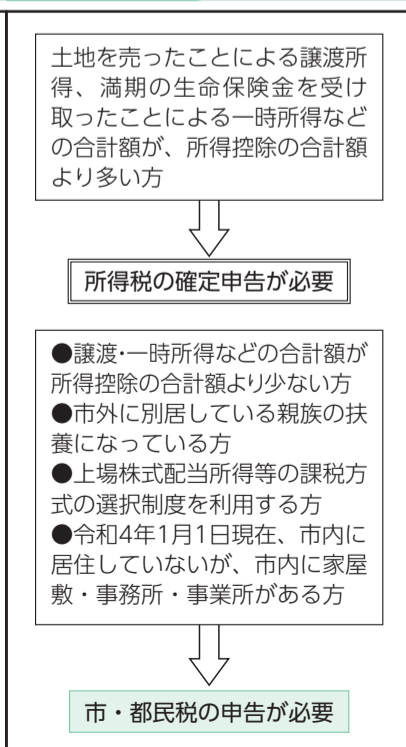 土地を売ったことによる譲渡所
得、満期の生命保険金を受け
取ったことによる一時所得など
の合計額が、所得控除の合計額
より多い方
所得税の確定申告が必要
●譲渡・一時所得などの合計額が
所得控除の合計額より少ない方
●市外に別居している親族の扶
養になっている方
●上場株式配当所得等の課税方
式の選択制度を利用する方
●令和4年1月1日現在、市内に
居住していないが、市内に家屋
敷・事務所・事業所がある方
市・都民税の申告が必要